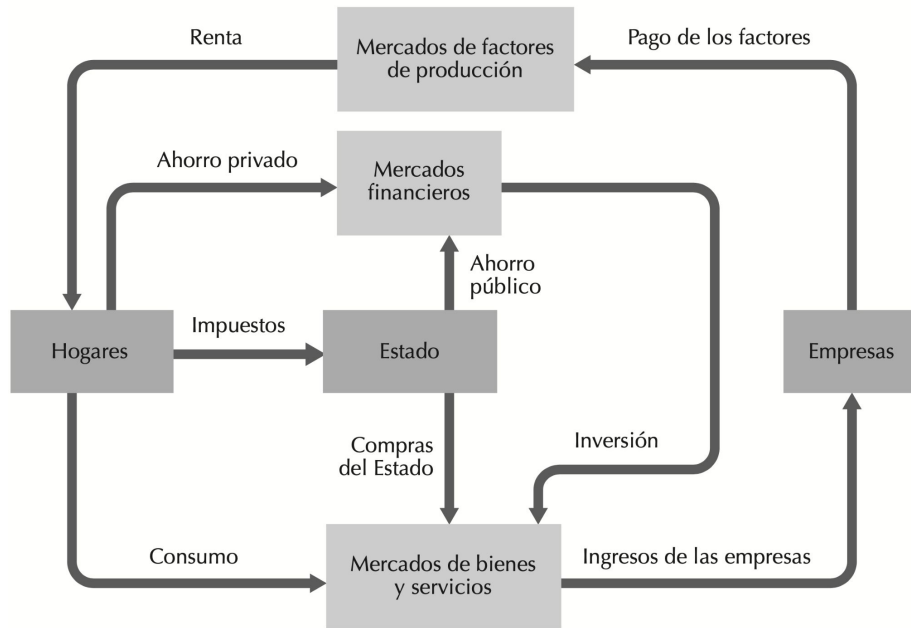 Renta
Mercados de factores
de producción
Pago de los factores
Ahorro privado
Mercados
financieros
Ahorro
público
Hogares
Impuestos
Estado
Empresas
Compras
del Estado
Inversión
Consumo
Mercados de bienes
y servicios
Ingresos de las empresas